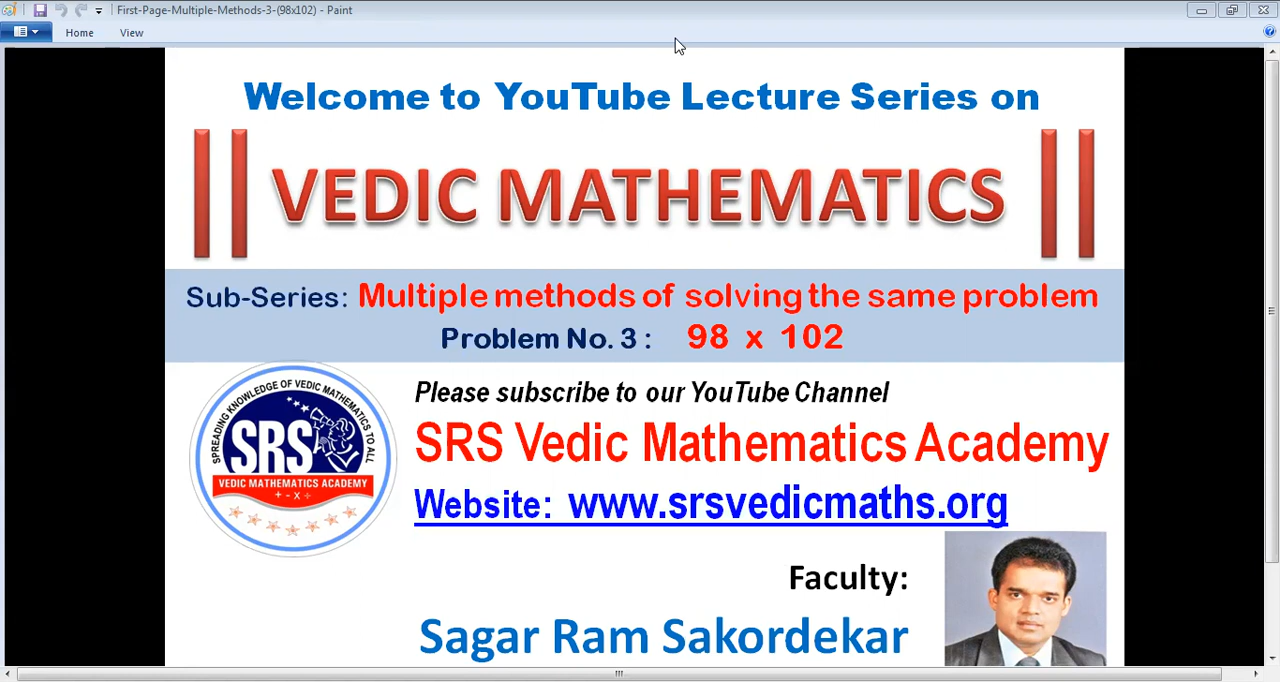 First-Page-Multiple-Methods-3-(98x102) - Paint
Home View
Welcome to YouTube Lecture Series on
VEDIC MATHEMATICS
Sub-Series: Multiple methods of solving the same problem
Problem No. 3 : 98 x 102
SPREADING KNOWLEDGE OF VEDIC MATHEMATICS TO ALL
SRS
VEDIC MATHEMATICS ACADEMY
+ - x ÷
Please subscribe to our YouTube Channel
SRS Vedic Mathematics Academy
Website: www.srsvedicmaths.org
Faculty:
Sagar Ram Sakordekar